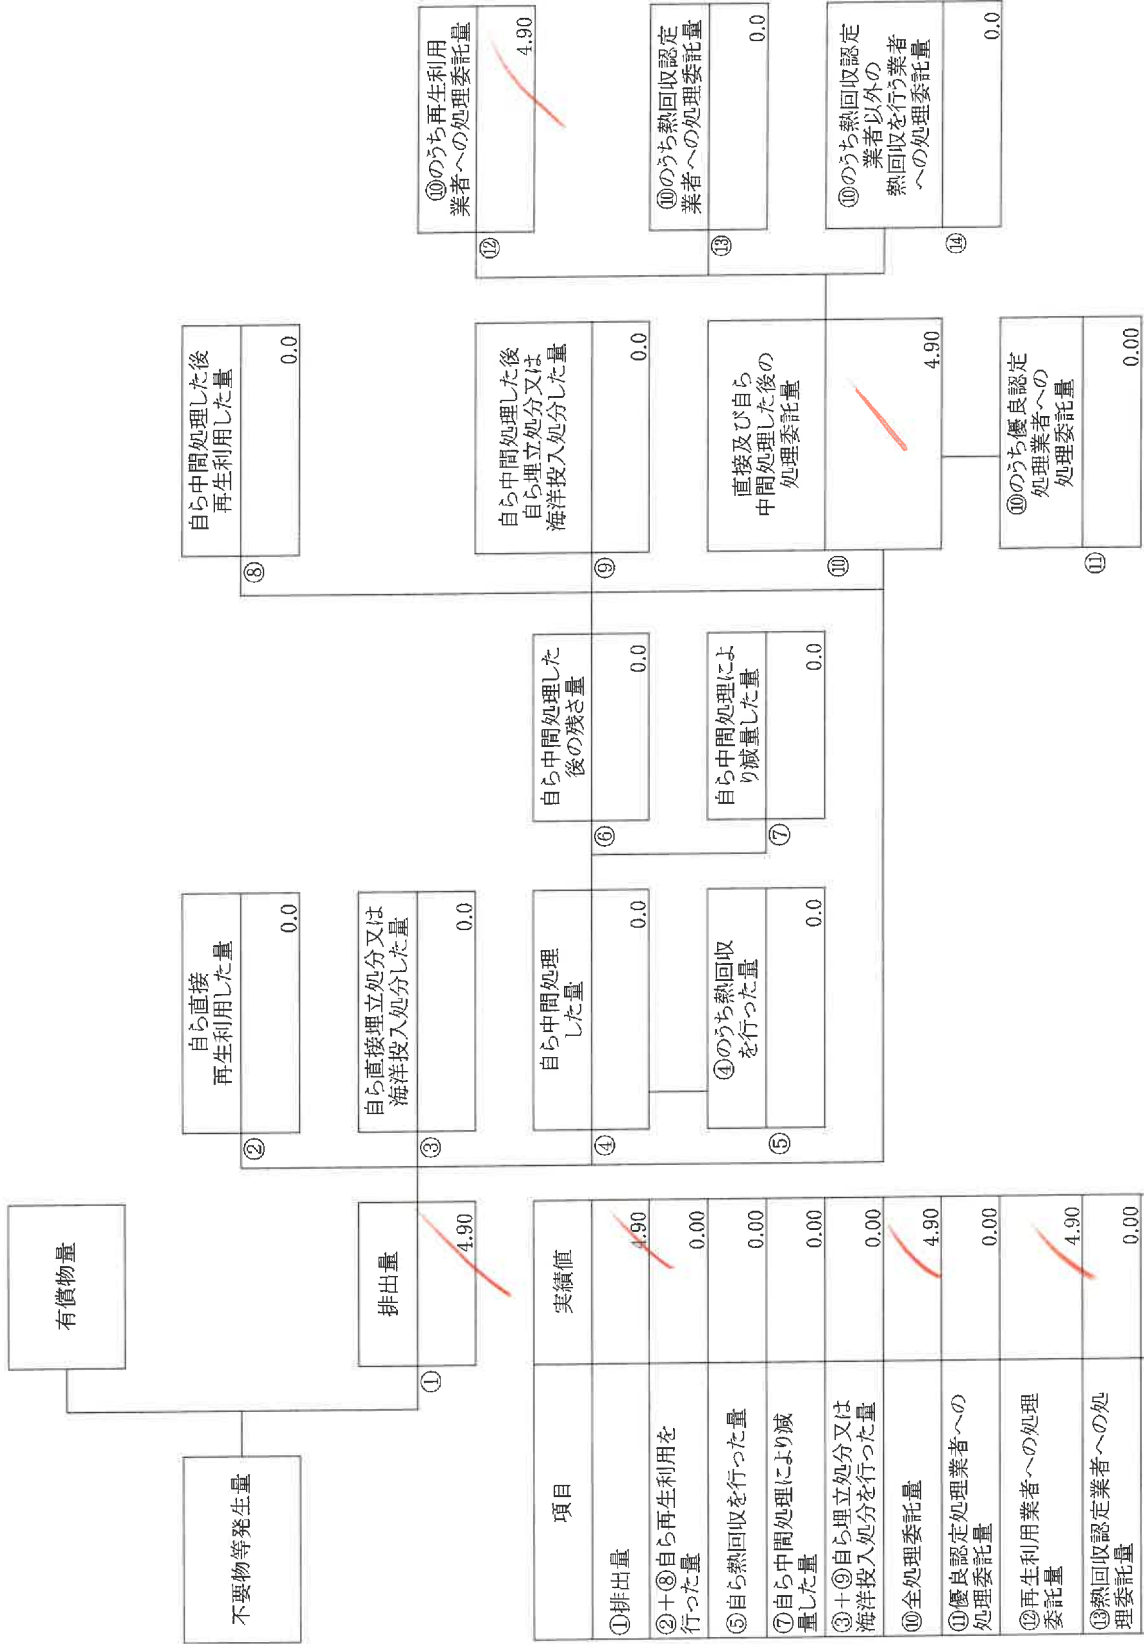 不要物等発生量
有償物量
①
排出量
4.90
②
自ら直接
再生利用した量
0.0
③
自ら直接埋立処分又は
海洋投入処分した量
0.0
④
自ら中間処理
した量
0.0
⑤
④のうち熱回収
を行った量
0.0
⑥
自ら中間処理した
後の残さ量
0.0
⑦
自ら中間処理によ
り減量した量
0.0
⑧
自ら中間処理した後
再生利用した量
0.0
⑨
自ら中間処理した後
自ら埋立処分又は
海洋投入処分した量
0.0
⑩
直接及び自ら
中間処理した後の
処理委託量
4.90
⑪
⑩のうち優良認定
処理業者への
処理委託量
0.00
⑫
⑩のうち再生利用
業者への処理委託量
4.90
⑬
⑩のうち熱回収認定
業者への処理委託量
0.0
⑭
⑩のうち熱回収認定
業者以外の
熱回収を行う業者
への処理委託量
0.0
項目 実績値
①排出量 4.90
②+⑧自ら再生利用を
行った量 0.00
⑤自ら熱回収を行った量 0.00
⑦自ら中間処理により減
量した量 0.00
③+⑨自ら埋立処分又は
海洋投入処分を行った量 0.00
⑩全処理委託量 4.90
⑪優良認定処理業者への
処理委託量 0.00
⑫再生利用業者への処理
委託量 4.90
⑬熱回収認定業者への処
理委託量 0.00